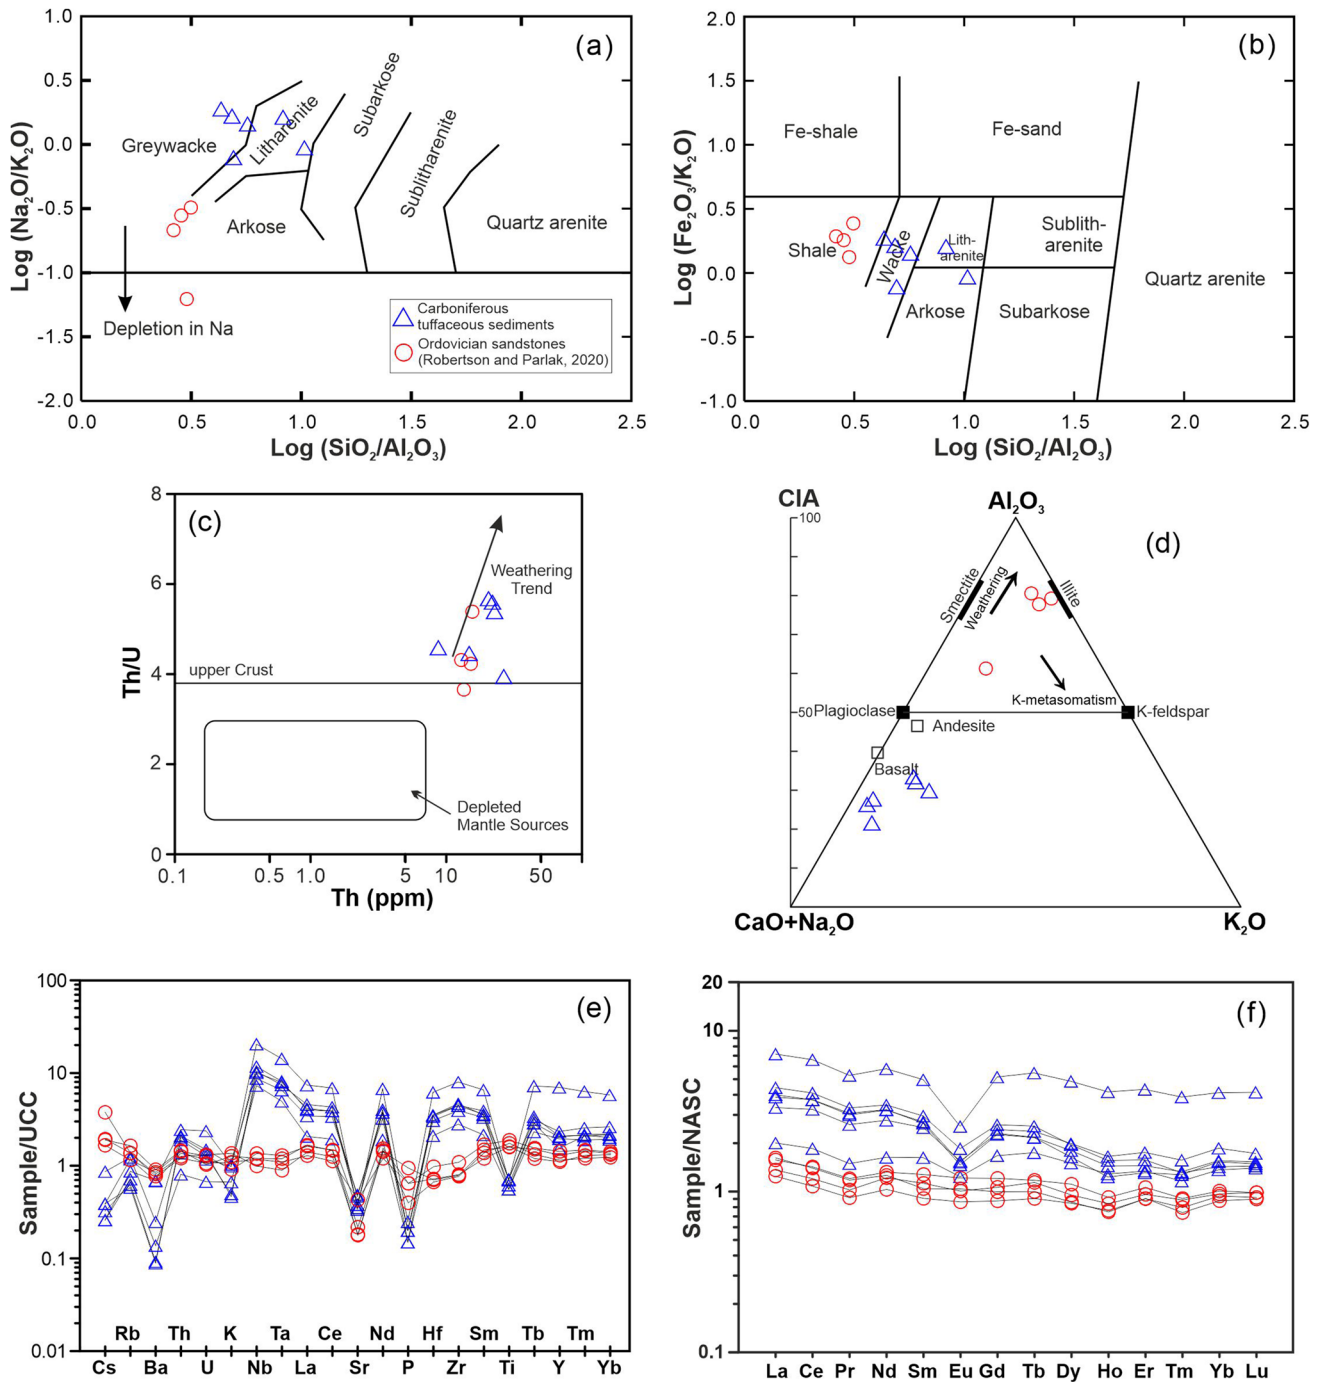 (a)
1.0
0.5
0.0
-0.5
-1.0
-1.5
-2.0
Log (Na2O/K2O)
Greywacke
Litharenite
Subarkose
Sublitharenite
Arkose
Quartz arenite
Depletion in Na
Carboniferous
tuffaceous sediments
Ordovician sandstones
(Robertson and Parlak, 2020)
0.0
0.5
1.0
1.5
2.0
2.5
Log (SiO2/Al2O3)
(b)
2.0
1.5
1.0
0.5
0.0
-0.5
-1.0
Log (Fe2O3/K2O)
Fe-shale
Fe-sand
Shale
Wacke
Lith-
arenite
Sublith-
arenite
Arkose
Subarkose
Quartz arenite
0.0
0.5
1.0
1.5
2.0
2.5
Log (SiO2/Al2O3)
(c)
8
6
4
2
0
Th/U
Weathering
Trend
upper Crust
Depleted
Mantle Sources
0.1
0.5
1.0
5
10
50
Th (ppm)
(d)
CIA
100
50
Al2O3
Smectite
Weathering
Illite
K-metasomatism
Plagioclase
K-feldspar
Andesite
Basalt
CaO+Na2O
K2O
(e)
100
10
1
0.1
0.01
Sample/UCC
Rb Th K Ta Ce Nd Hf Sm Tb Tm
Cs Ba U Nb La Sr P Zr Ti Y Yb
(f)
20
10
1
0.1
Sample/NASC
La Ce Pr Nd Sm Eu Gd Tb Dy Ho Er Tm Yb Lu